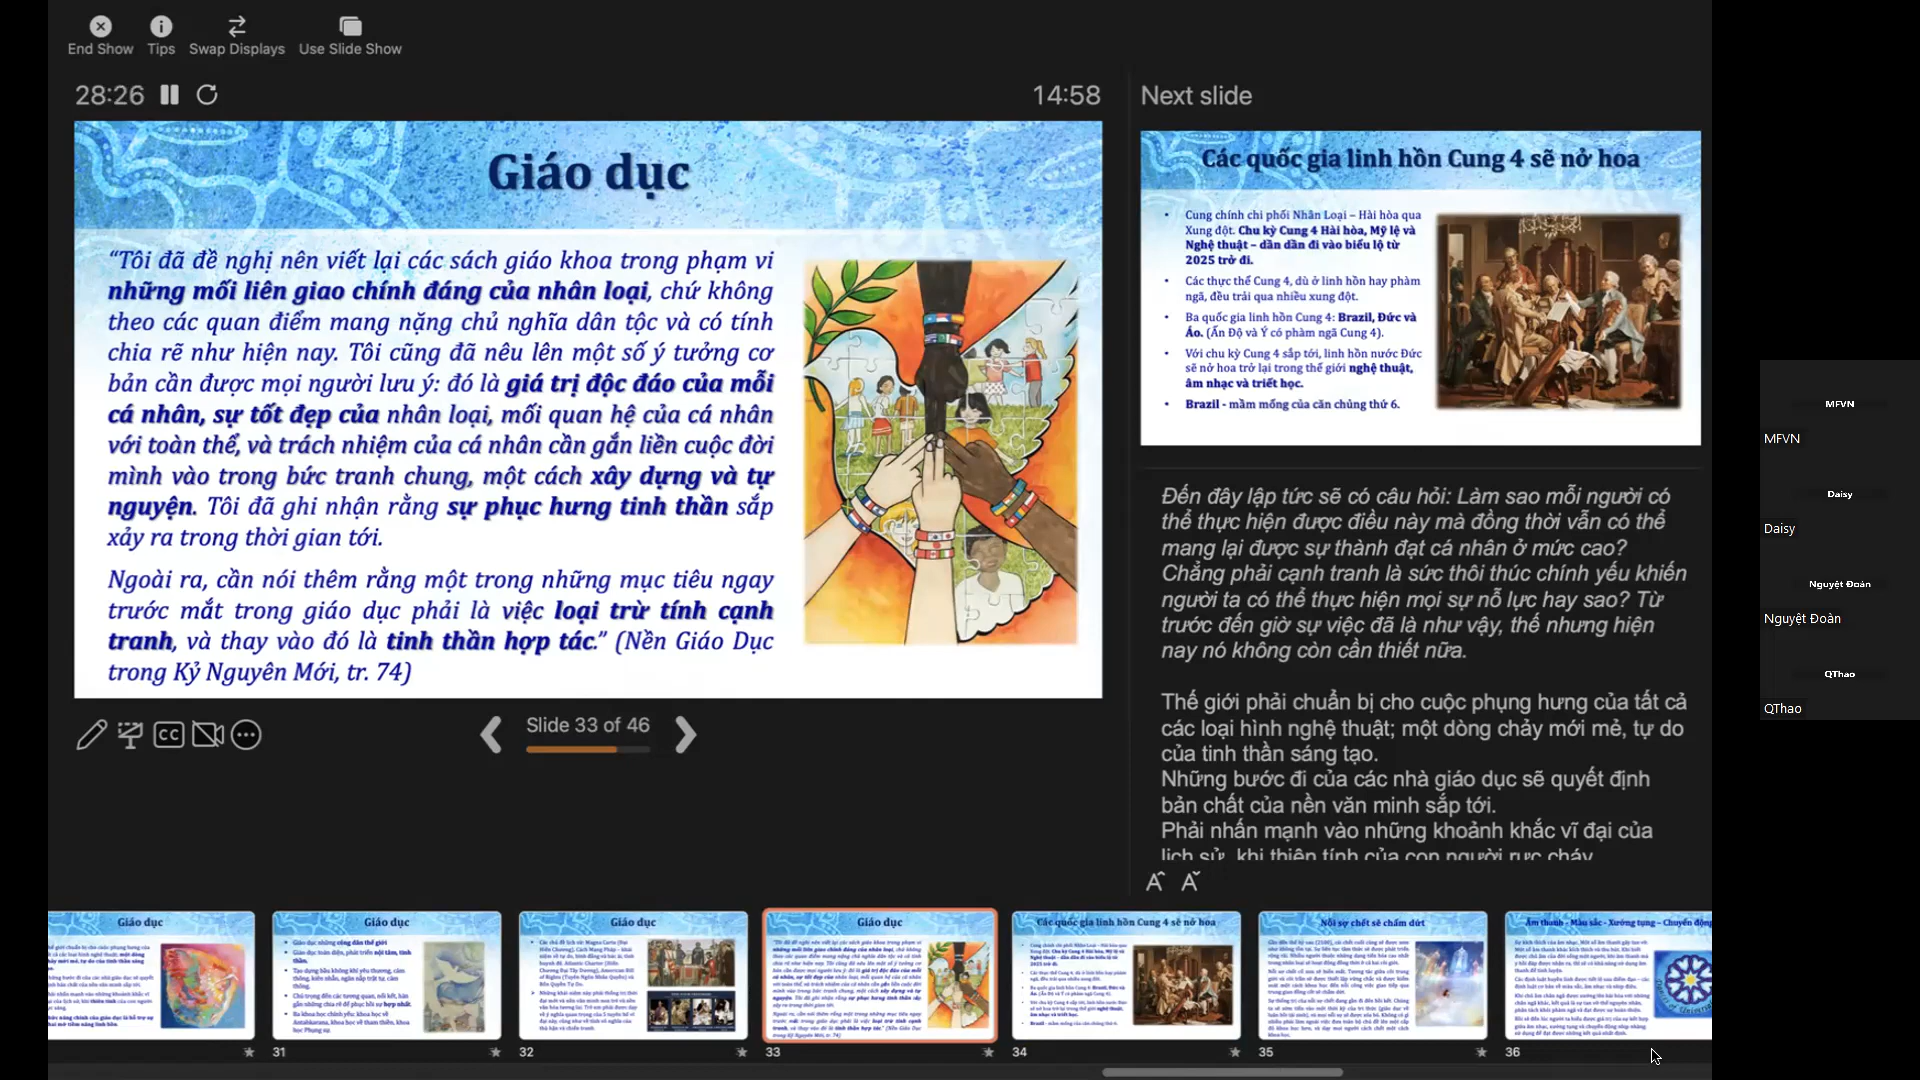 End Show
Tips
Swap Displays
Use Slide Show
28:26
14:58
Giáo dục
“Tôi đã đề nghị nên viết lại các sách giáo khoa trong phạm vi
những mối liên giao chính đáng của nhân loại, chứ không
theo các quan điểm mang nặng chủ nghĩa dân tộc và có tính
chia rẽ như hiện nay. Tôi cũng đã nêu lên một số ý tưởng cơ
bản cần được mọi người lưu ý: đó là giá trị độc đáo của mỗi
cá nhân, sự tốt đẹp của nhân loại, mối quan hệ của cá nhân
với toàn thể, và trách nhiệm của cá nhân cần gắn liền cuộc đời
mình vào trong bức tranh chung, một cách xây dựng và tự
nguyện. Tôi đã ghi nhận rằng sự phục hưng tinh thần sắp
xảy ra trong thời gian tới.
Ngoài ra, cần nói thêm rằng một trong những mục tiêu ngay
trước mắt trong giáo dục phải là việc loại trừ tính cạnh
tranh, và thay vào đó là tinh thần hợp tác.” (Nền Giáo Dục
trong Kỷ Nguyên Mới, tr. 74)
CC
Slide 33 of 46
Next slide
Các quốc gia linh hồn Cung 4 sẽ nở hoa
• Cung chính chi phối Nhân Loại – Hài hòa qua
Xung đột. Chu kỳ Cung 4 Hài hòa, Mỹ lệ và
Nghệ thuật – dần dần đi vào biểu lộ từ
2025 trở đi.
• Các thực thể Cung 4, dù ở linh hồn hay phàm
ngã, đều trải qua nhiều xung đột.
• Ba quốc gia linh hồn Cung 4: Brazil, Đức và
Áo. (Ấn Độ và Ý có phàm ngã Cung 4).
• Với chu kỳ Cung 4 sắp tới, linh hồn nước Đức
sẽ nở hoa trở lại trong thế giới nghệ thuật,
âm nhạc và triết học.
• Brazil - mầm mống của căn chủng thứ 6.
Đến đây lập tức sẽ có câu hỏi: Làm sao mỗi người có
thể thực hiện được điều này mà đồng thời vẫn có thể
mang lại được sự thành đạt cá nhân ở mức cao?
Chẳng phải cạnh tranh là sức thôi thúc chính yếu khiến
người ta có thể thực hiện mọi sự nỗ lực hay sao? Từ
trước đến giờ sự việc đã là như vậy, thế nhưng hiện
nay nó không còn cần thiết nữa.
Thế giới phải chuẩn bị cho cuộc phụng hưng của tất cả
các loại hình nghệ thuật; một dòng chảy mới mẻ, tự do
của tinh thần sáng tạo.
Những bước đi của các nhà giáo dục sẽ quyết định
bản chất của nền văn minh sắp tới.
Phải nhấn mạnh vào những khoảnh khắc vĩ đại của
lịch sử, khi thiên tính của con người rực cháy
MFVN
MFVN
Daisy
Daisy
Nguyệt Đoàn
Nguyệt Đoàn
QThao
QThao
Giáo dục
Giáo dục
Giáo dục
Giáo dục
Các quốc gia linh hồn Cung 4 sẽ nở hoa
Nỗi sợ chết sẽ chấm dứt
Âm thanh - Màu sắc - Xướng tụng - Chuyển động
31
32
33
34
35
36